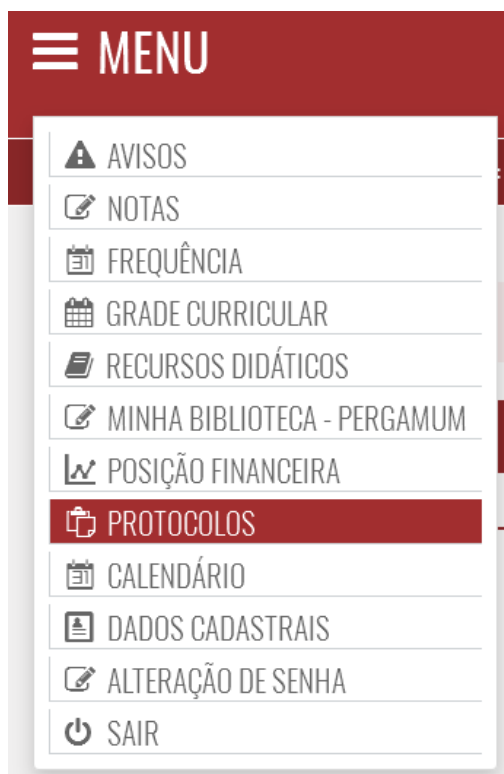 MENU
AVISOS
NOTAS
FREQUÊNCIA
GRADE CURRICULAR
RECURSOS DIDÁTICOS
MINHA BIBLIOTECA - PERGAMUM
POSIÇÃO FINANCEIRA
PROTOCOLOS
CALENDÁRIO
DADOS CADASTRAIS
ALTERAÇÃO DE SENHA
SAIR